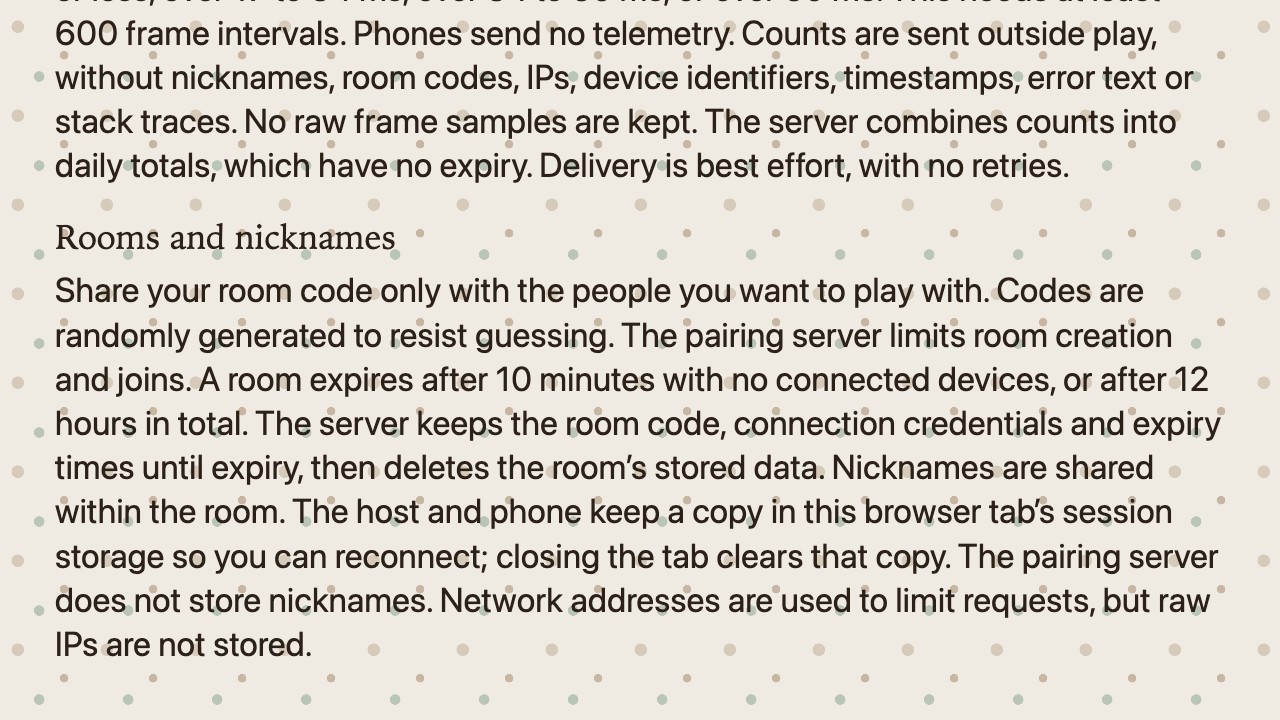 600 frame intervals. Phones send no telemetry. Counts are sent outside play,
without nicknames, room codes, IPs, device identifiers, timestamps, error text or
stack traces. No raw frame samples are kept. The server combines counts into
daily totals, which have no expiry. Delivery is best effort, with no retries.
Rooms and nicknames
Share your room code only with the people you want to play with. Codes are
randomly generated to resist guessing. The pairing server limits room creation
and joins. A room expires after 10 minutes with no connected devices, or after 12
hours in total. The server keeps the room code, connection credentials and expiry
times until expiry, then deletes the room’s stored data. Nicknames are shared
within the room. The host and phone keep a copy in this browser tab’s session
storage so you can reconnect; closing the tab clears that copy. The pairing server
does not store nicknames. Network addresses are used to limit requests, but raw
IPs are not stored.